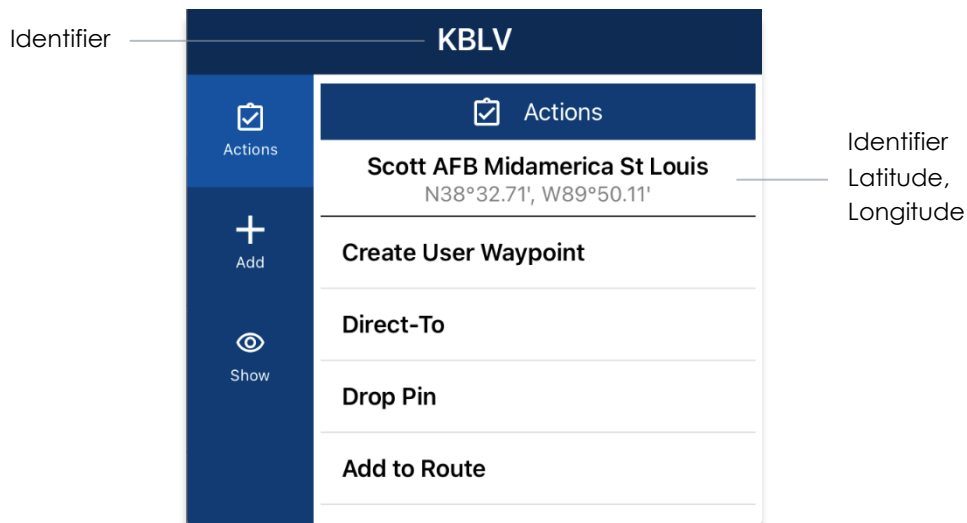 Identifier
KBLV
Actions
Add
Show
Actions
Scott AFB Midamerica St Louis
N38°32.71', W89°50.11'
Create User Waypoint
Direct-To
Drop Pin
Add to Route
Identifier
Latitude,
Longitude